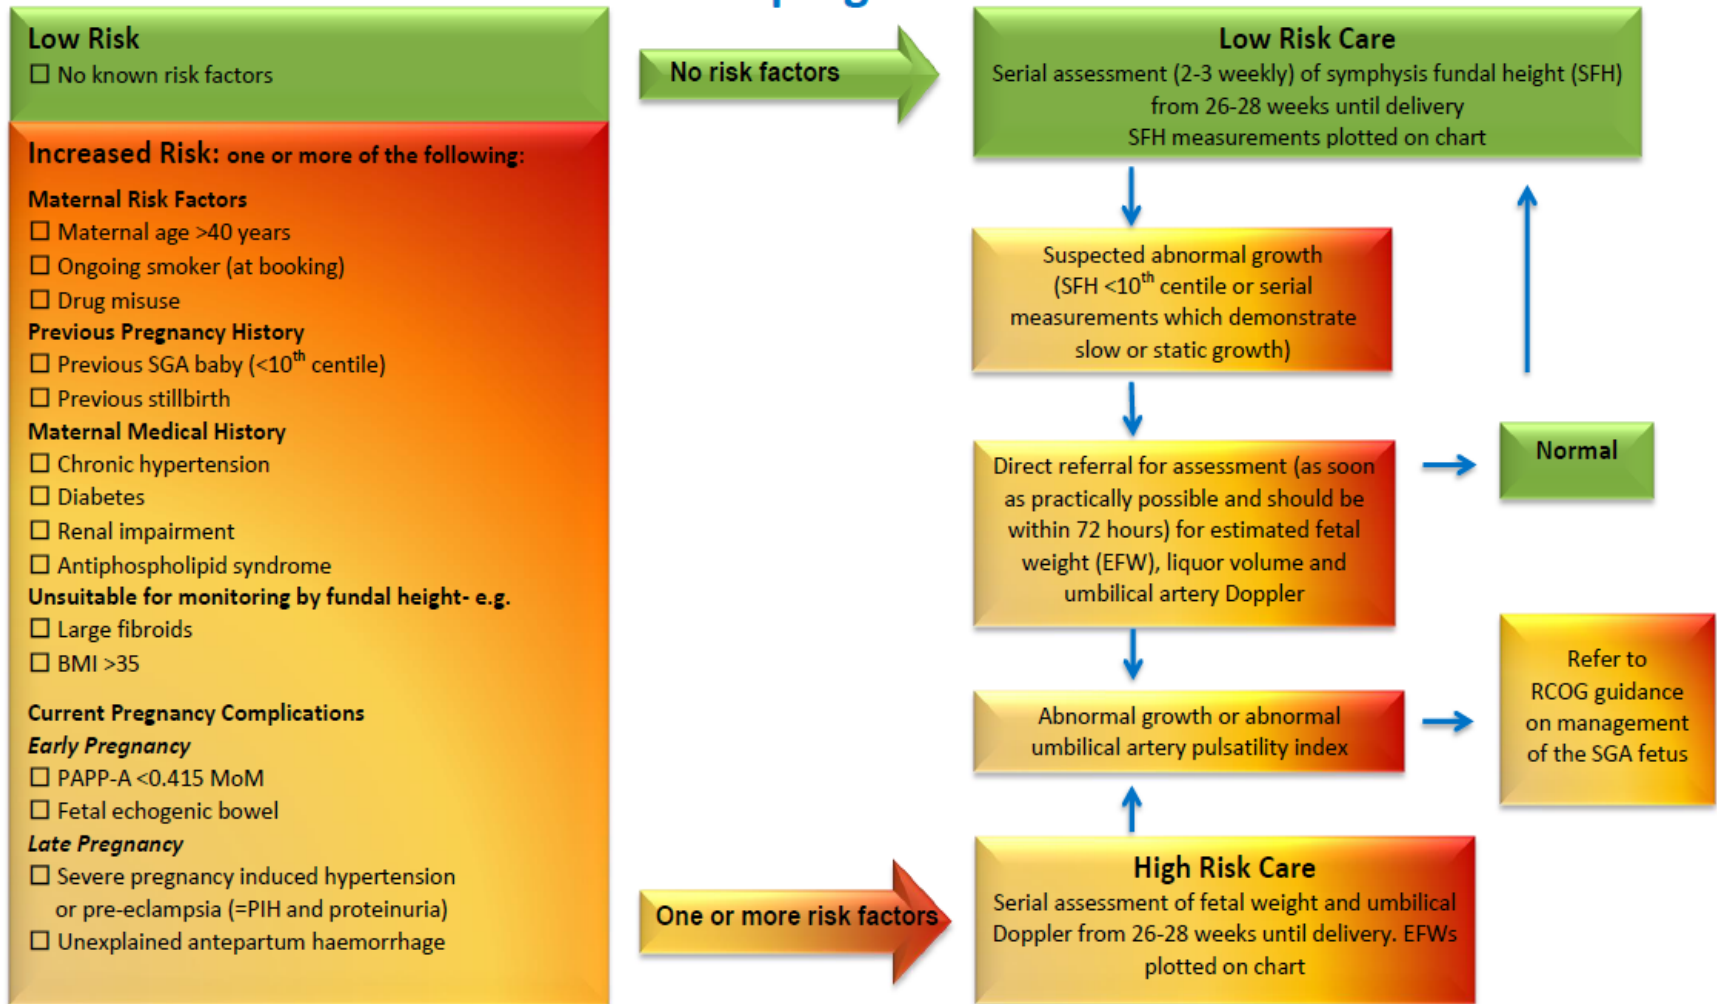 Low Risk
☐ No known risk factors
Increased Risk: one or more of the following:
Maternal Risk Factors
☐ Maternal age >40 years
☐ Ongoing smoker (at booking)
☐ Drug misuse
Previous Pregnancy History
☐ Previous SGA baby (<10th centile)
☐ Previous stillbirth
Maternal Medical History
☐ Chronic hypertension
☐ Diabetes
☐ Renal impairment
☐ Antiphospholipid syndrome
Unsuitable for monitoring by fundal height- e.g.
☐ Large fibroids
☐ BMI >35
Current Pregnancy Complications
Early Pregnancy
☐ PAPP-A <0.415 MoM
☐ Fetal echogenic bowel
Late Pregnancy
☐ Severe pregnancy induced hypertension
or pre-eclampsia (=PIH and proteinuria)
☐ Unexplained antepartum haemorrhage
No risk factors
One or more risk factors
Low Risk Care
Serial assessment (2-3 weekly) of symphysis fundal height (SFH)
from 26-28 weeks until delivery
SFH measurements plotted on chart
Suspected abnormal growth
(SFH <10th centile or serial
measurements which demonstrate
slow or static growth)
Direct referral for assessment (as soon
as practically possible and should be
within 72 hours) for estimated fetal
weight (EFW), liquor volume and
umbilical artery Doppler
Normal
Abnormal growth or abnormal
umbilical artery pulsatility index
Refer to
RCOG guidance
on management
of the SGA fetus
High Risk Care
Serial assessment of fetal weight and umbilical
Doppler from 26-28 weeks until delivery. EFWs
plotted on chart